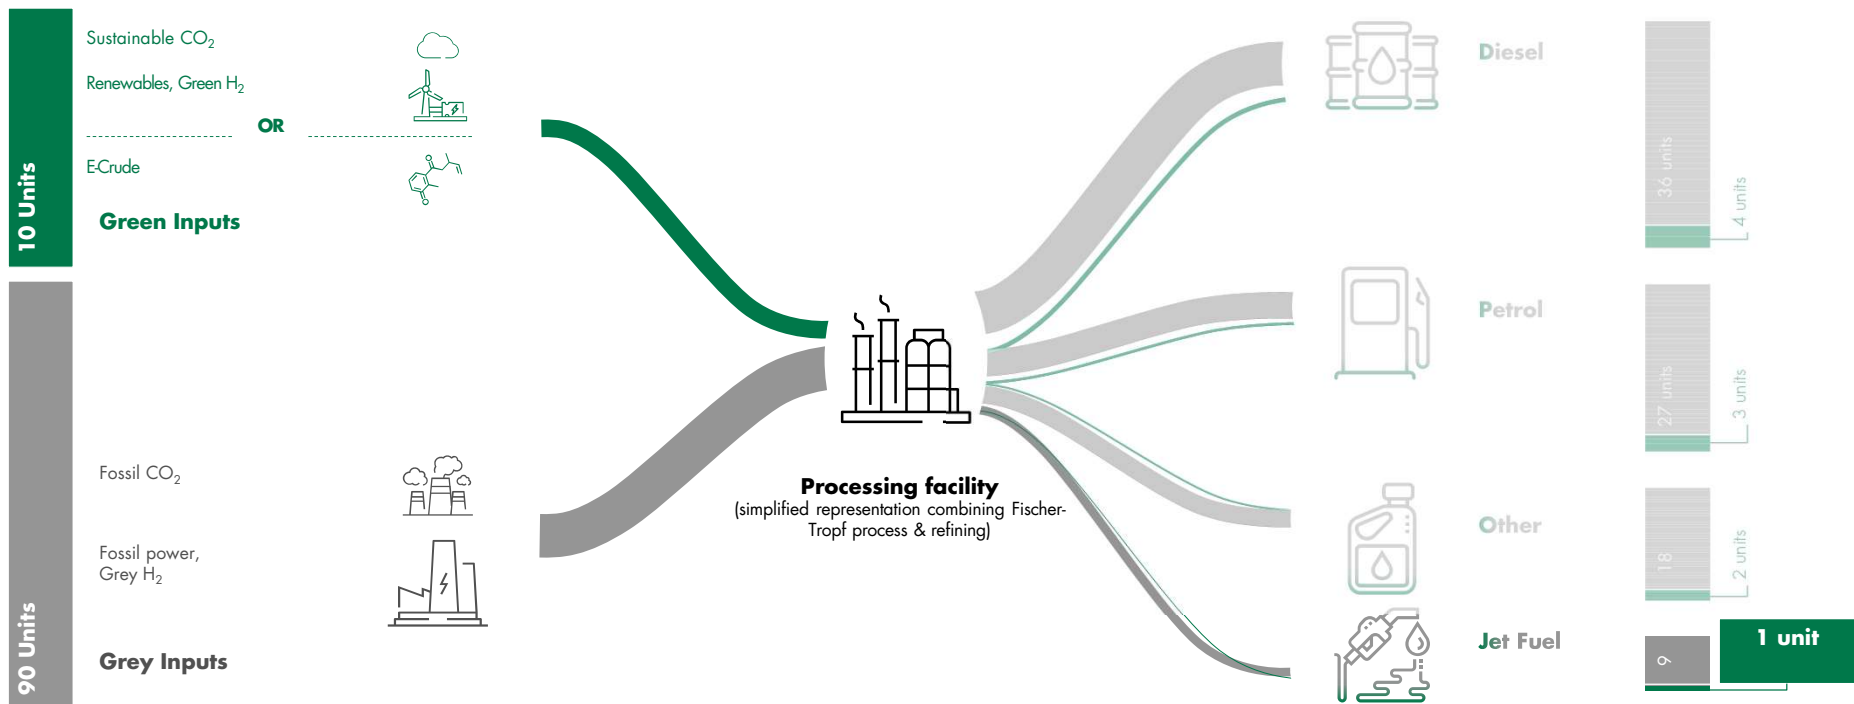 10 Units
Sustainable CO₂
Renewables, Green H₂
OR
E-Crude
Green Inputs
90 Units
Fossil CO₂
Fossil power,
Grey H₂
Grey Inputs
Processing facility
(simplified representation combining Fischer-
Tropf process & refining)
Diesel
36 units
4 units
Petrol
27 units
3 units
Other
18
2 units
Jet Fuel
9
1 unit